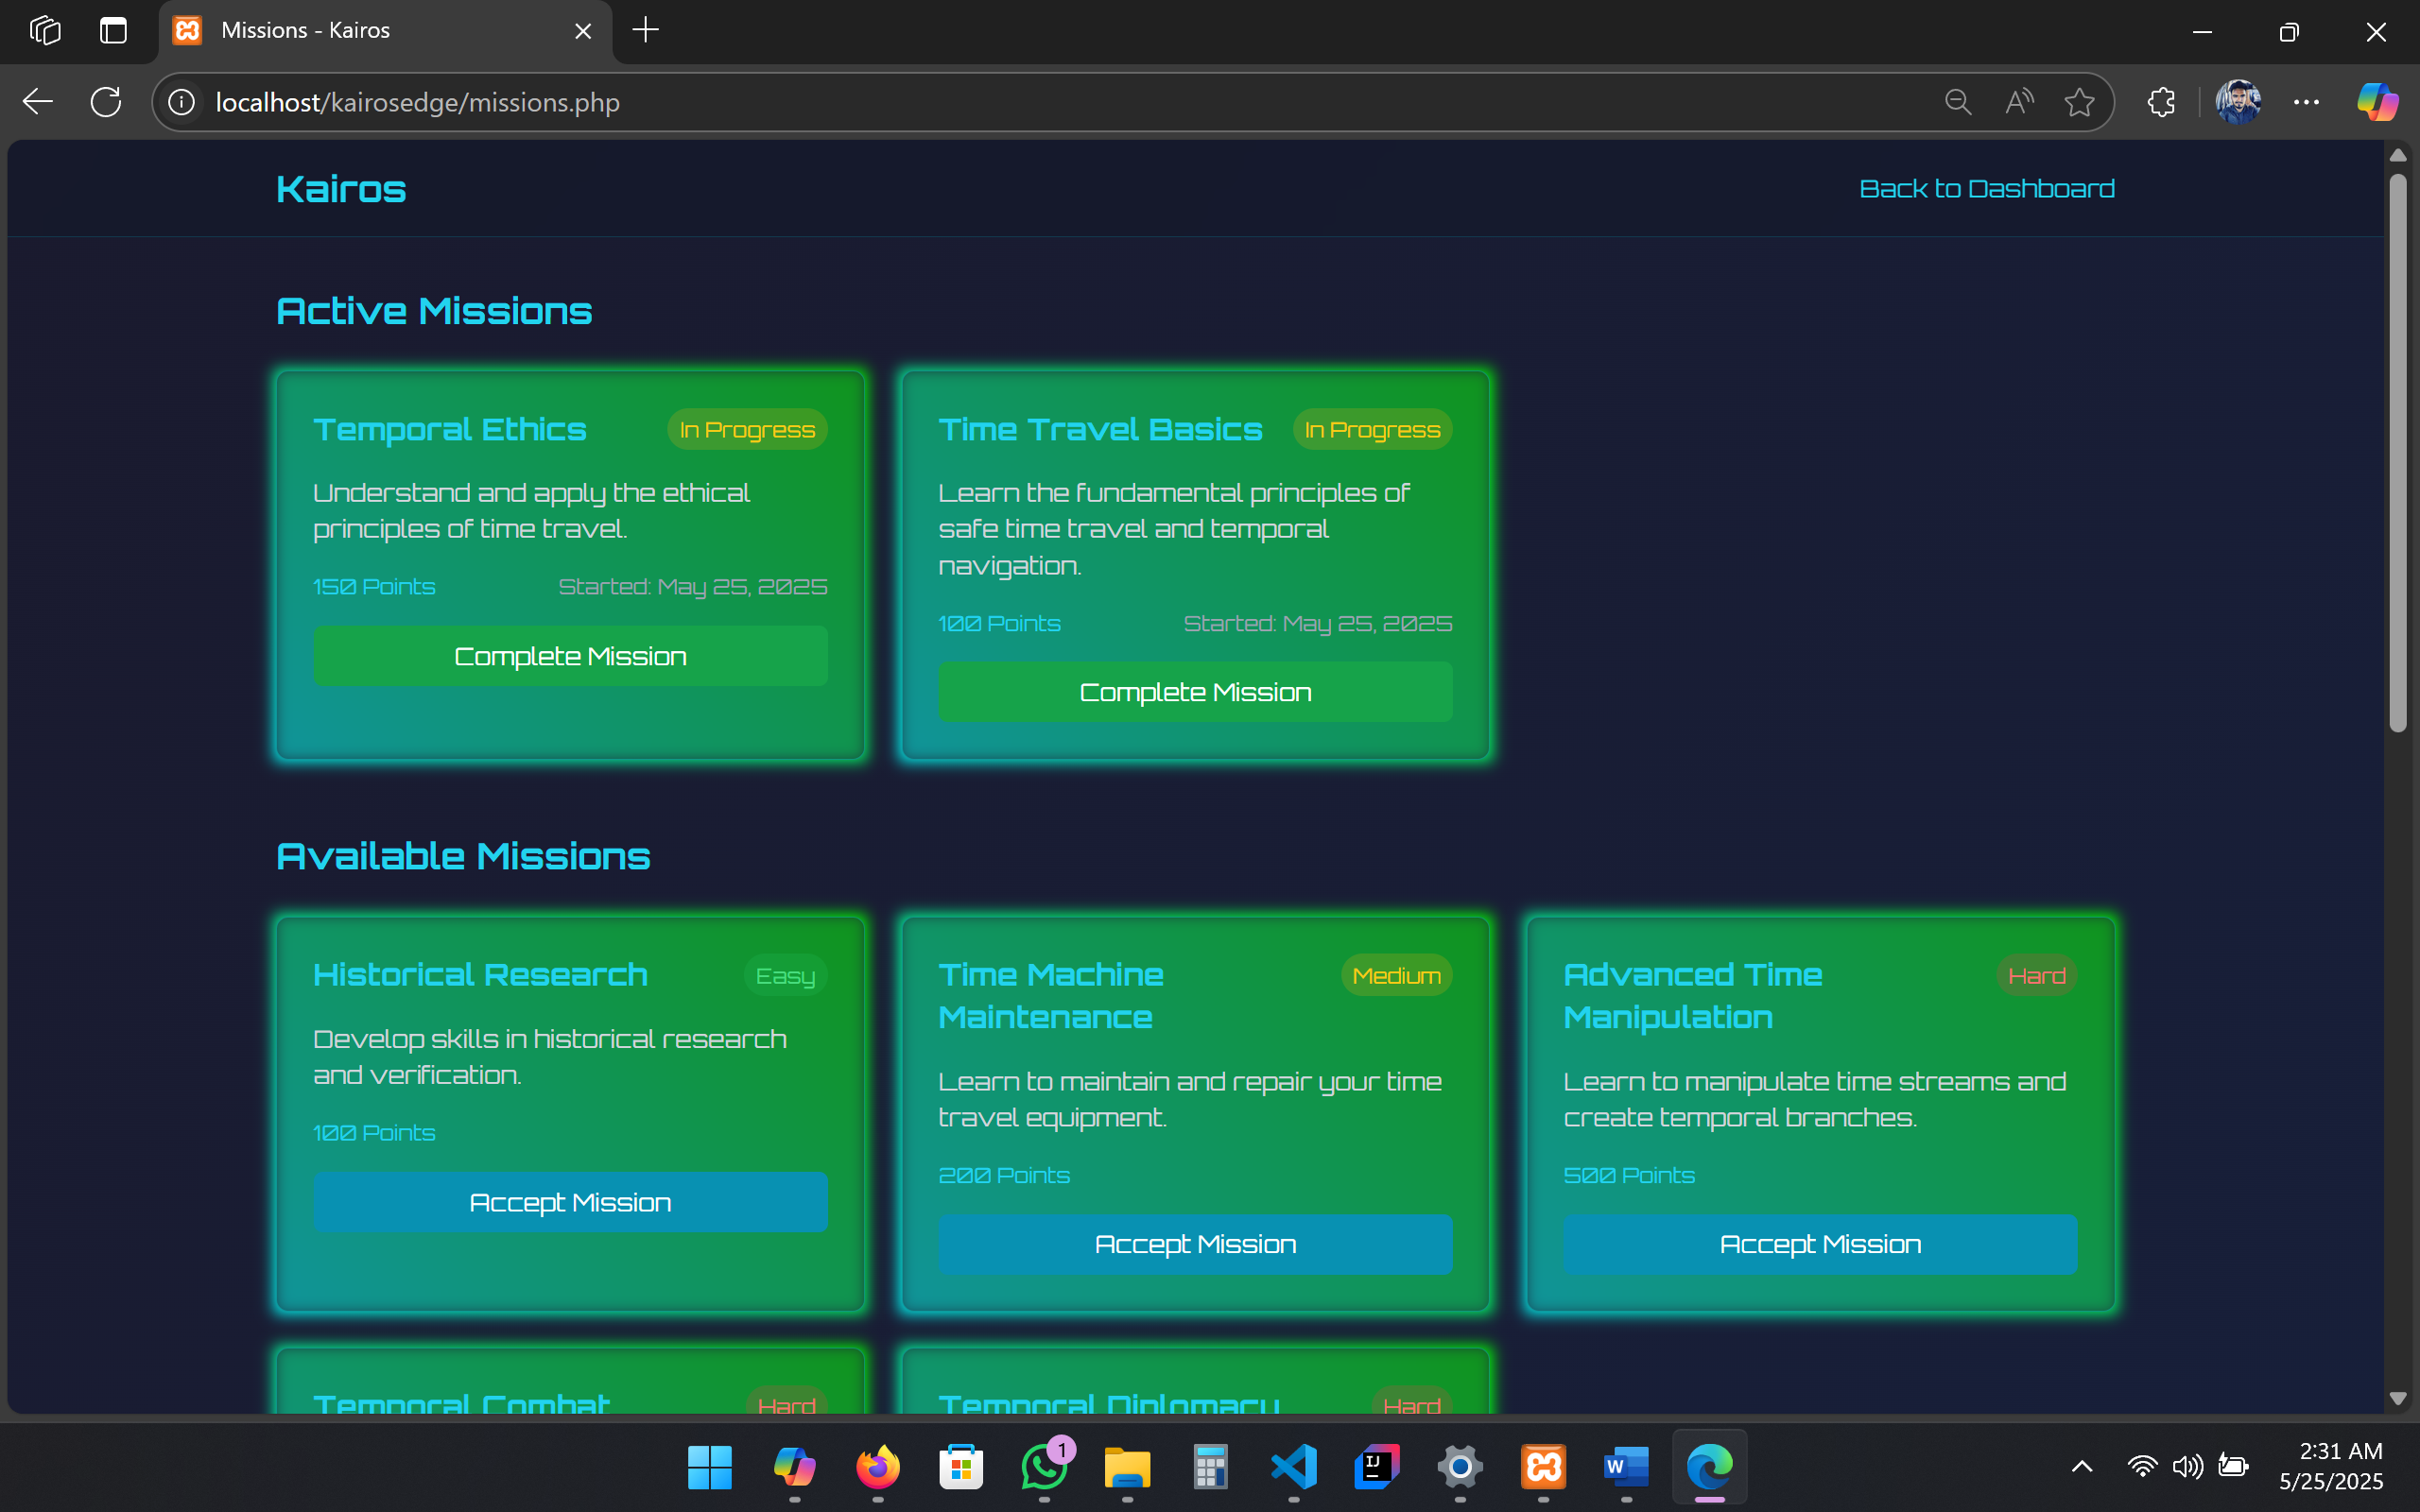 Missions - Kairos
localhost/kairosedge/missions.php
Kairos
Back to Dashboard
Active Missions
Temporal Ethics
In Progress
Understand and apply the ethical
principles of time travel.
150 Points
Started: May 25, 2025
Complete Mission
Time Travel Basics
In Progress
Learn the fundamental principles of
safe time travel and temporal
navigation.
100 Points
Started: May 25, 2025
Complete Mission
Available Missions
Historical Research
Easy
Develop skills in historical research
and verification.
100 Points
Accept Mission
Time Machine
Maintenance
Medium
Learn to maintain and repair your time
travel equipment.
200 Points
Accept Mission
Advanced Time
Manipulation
Hard
Learn to manipulate time streams and
create temporal branches.
500 Points
Accept Mission
Temporal Combat
Hard
Temporal Diplomacy
Hard
1
2:31 AM
5/25/2025